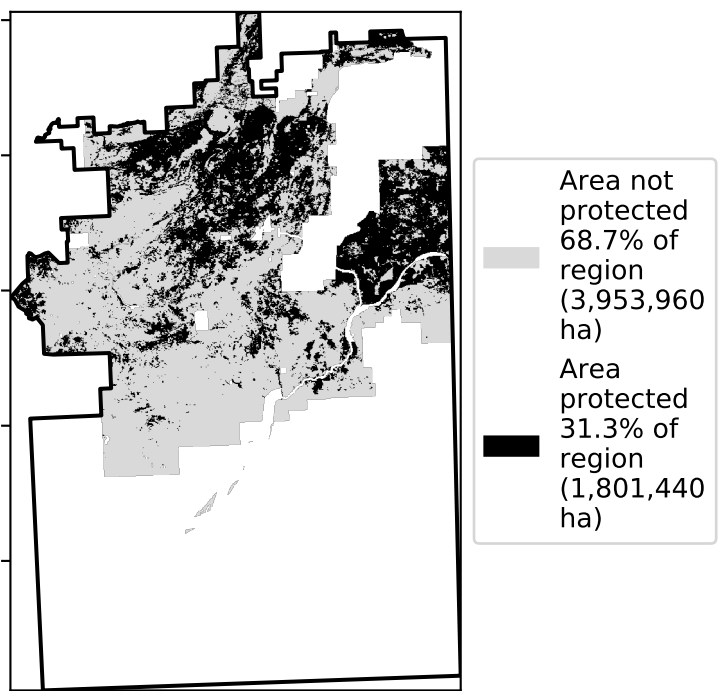 Area not
protected
68.7% of
region
(3,953,960
ha)
Area
protected
31.3% of
region
(1,801,440
ha)